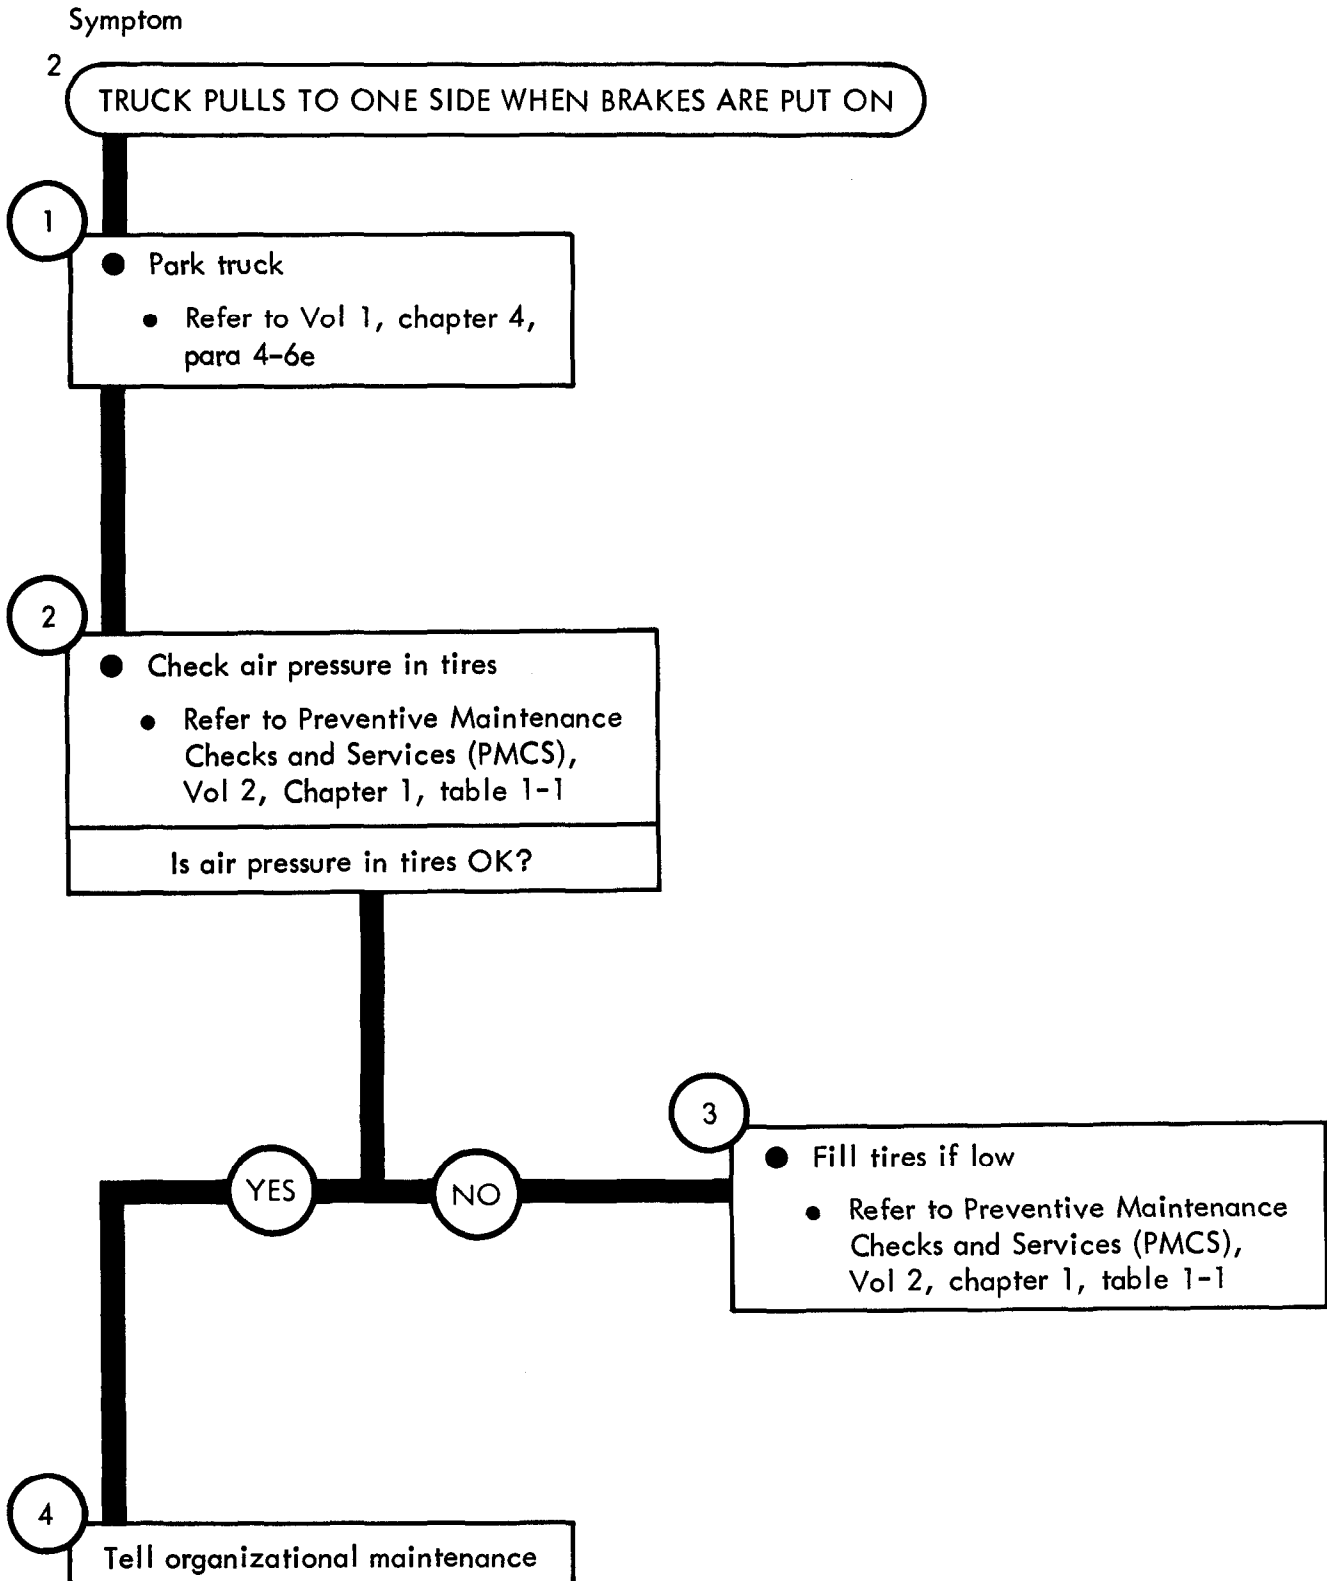 Symptom
2
TRUCK PULLS TO ONE SIDE WHEN BRAKES ARE PUT ON
1
● Park truck
● Refer to Vol 1, chapter 4,
para 4-6e
2
● Check air pressure in tires
● Refer to Preventive Maintenance
Checks and Services (PMCS),
Vol 2, Chapter 1, table 1-1
Is air pressure in tires OK?
YES
NO
3
● Fill tires if low
● Refer to Preventive Maintenance
Checks and Services (PMCS),
Vol 2, chapter 1, table 1-1
4
Tell organizational maintenance